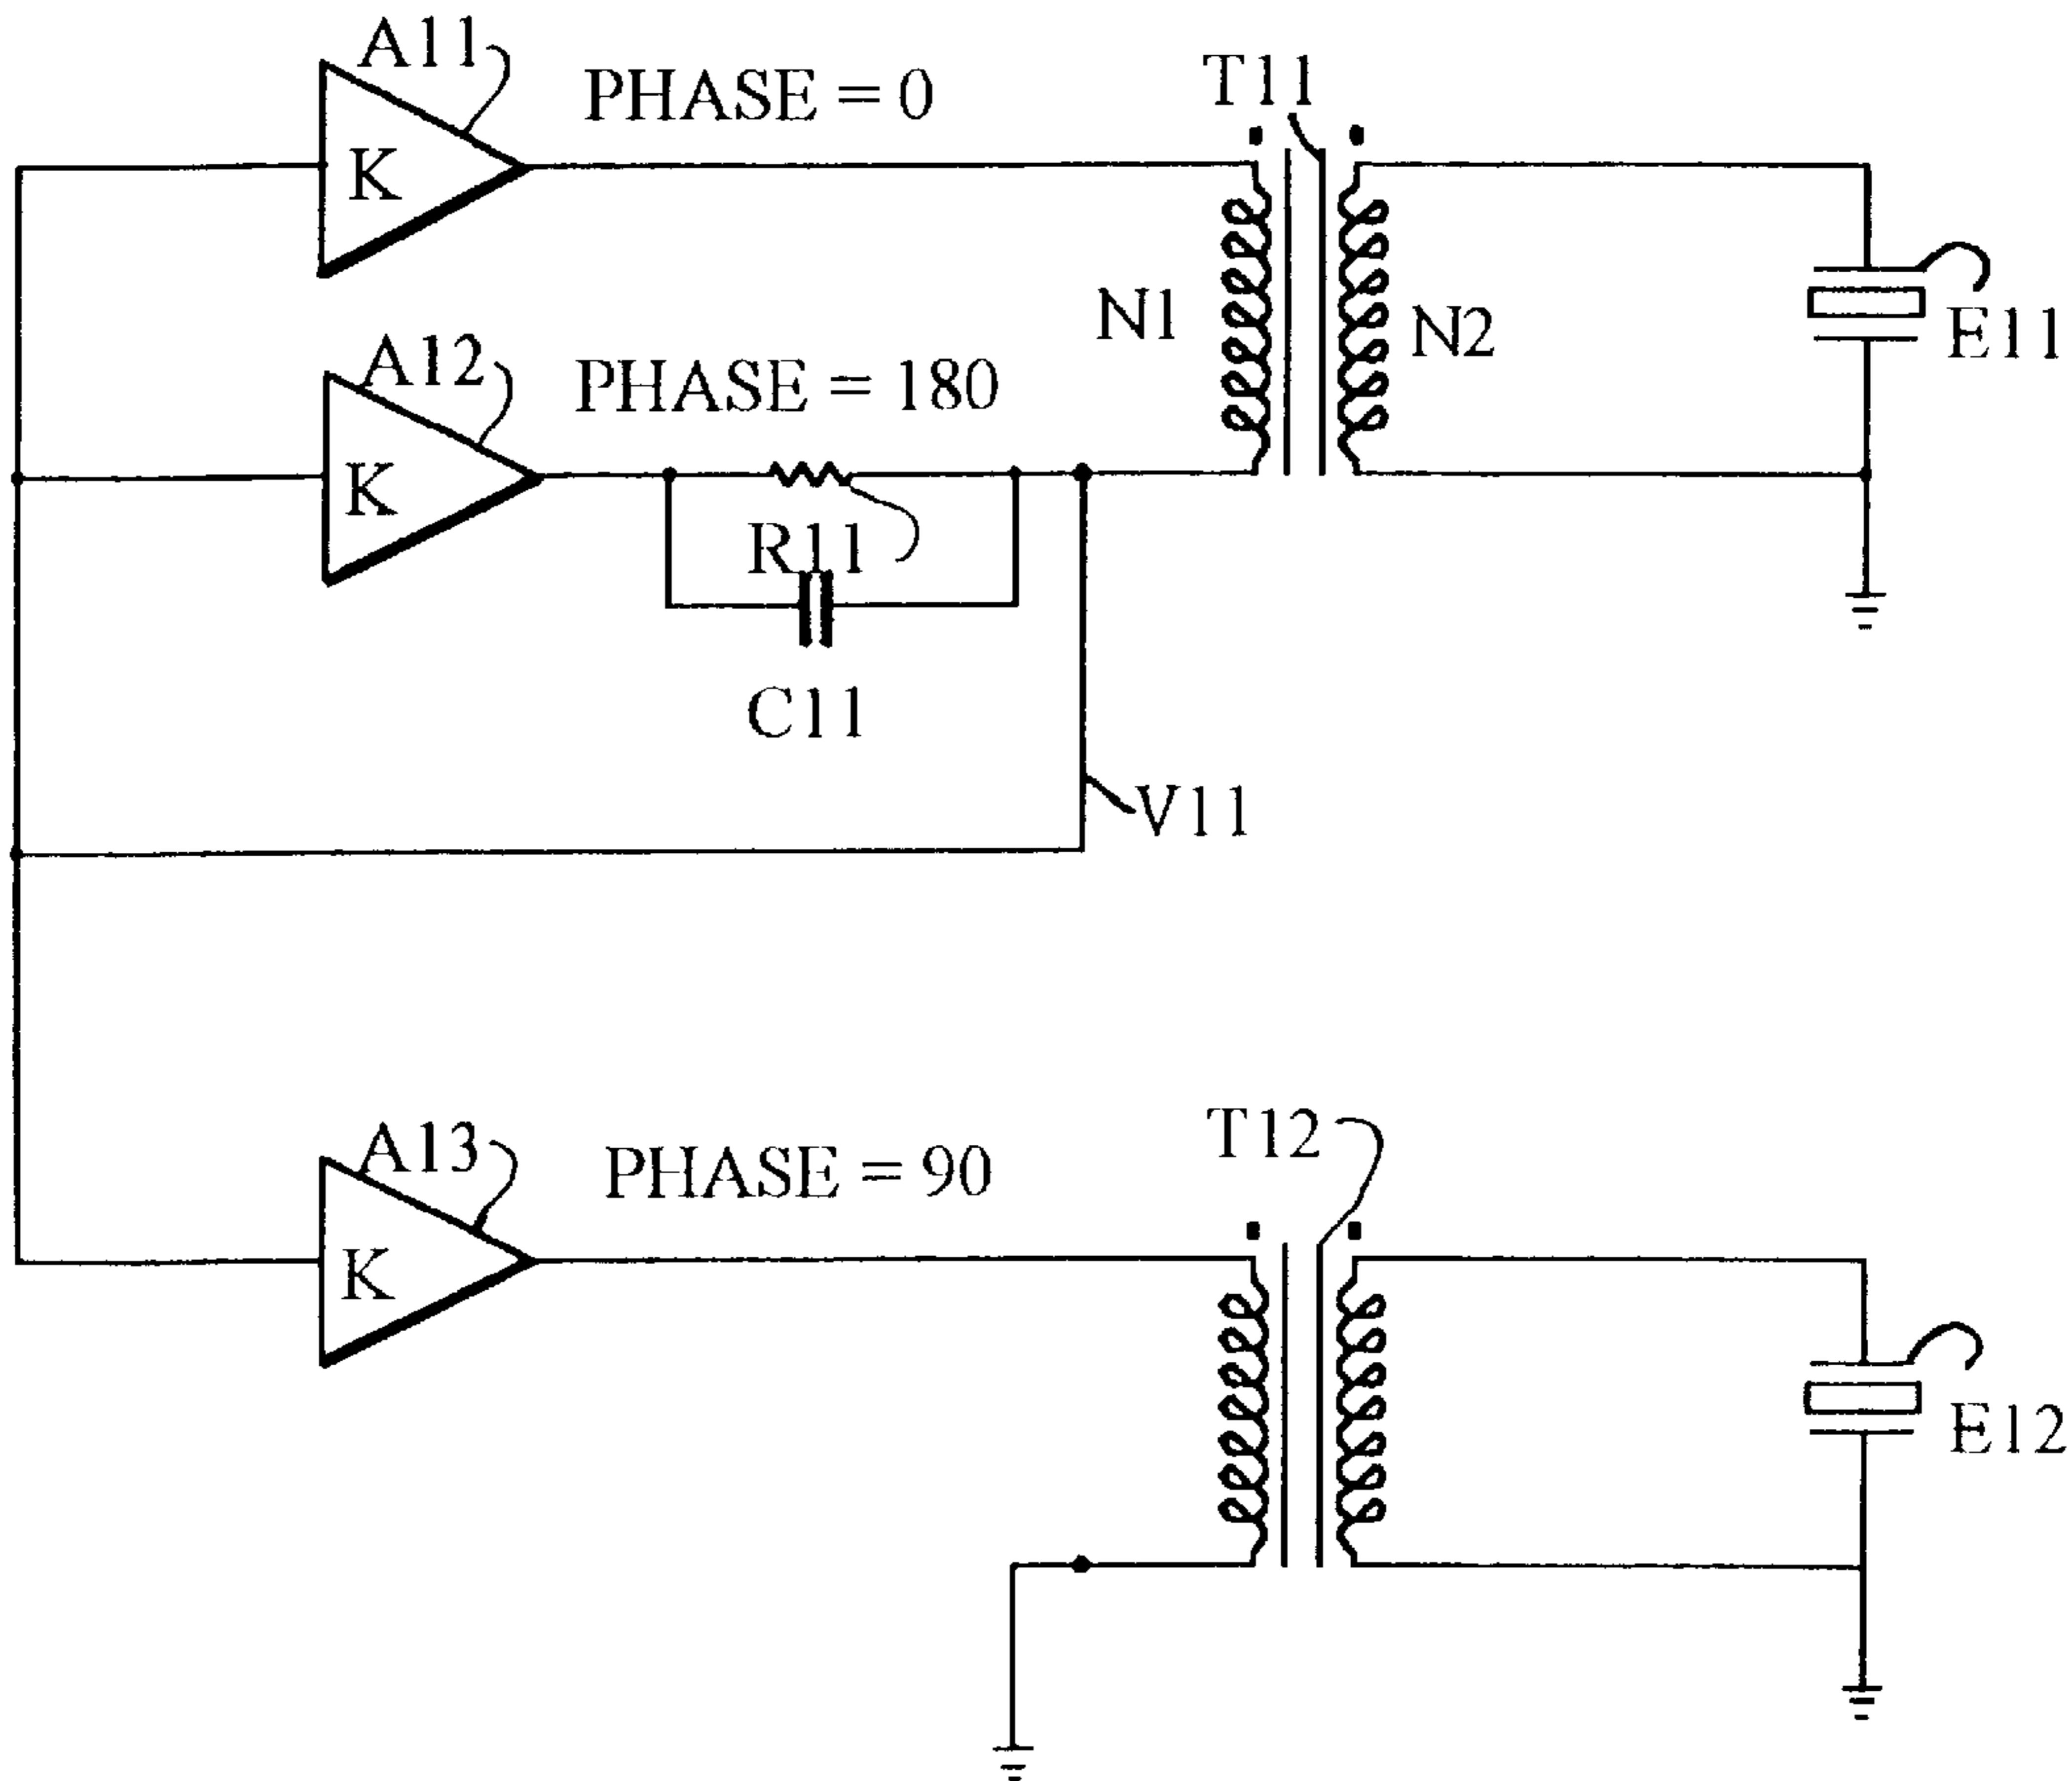 A11
PHASE = 0
T11
K
N1
N2
E11
A12
PHASE = 180
K
R11
C11
V11
A13
PHASE = 90
T12
K
E12